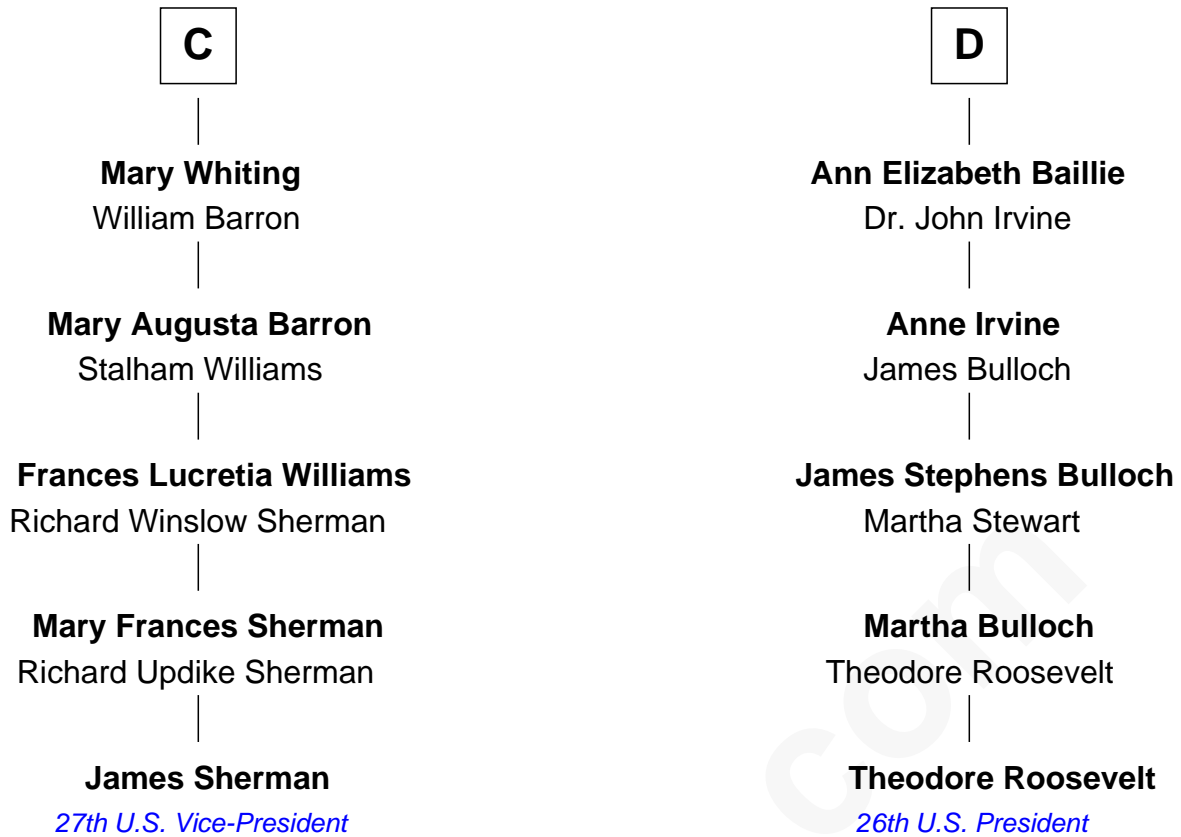 C
Mary Whiting
William Barron
Mary Augusta Barron
Stalham Williams
Frances Lucretia Williams
Richard Winslow Sherman
Mary Frances Sherman
Richard Updike Sherman
James Sherman
27th U.S. Vice-President
D
Ann Elizabeth Baillie
Dr. John Irvine
Anne Irvine
James Bulloch
James Stephens Bulloch
Martha Stewart
Martha Bulloch
Theodore Roosevelt
Theodore Roosevelt
26th U.S. President
com